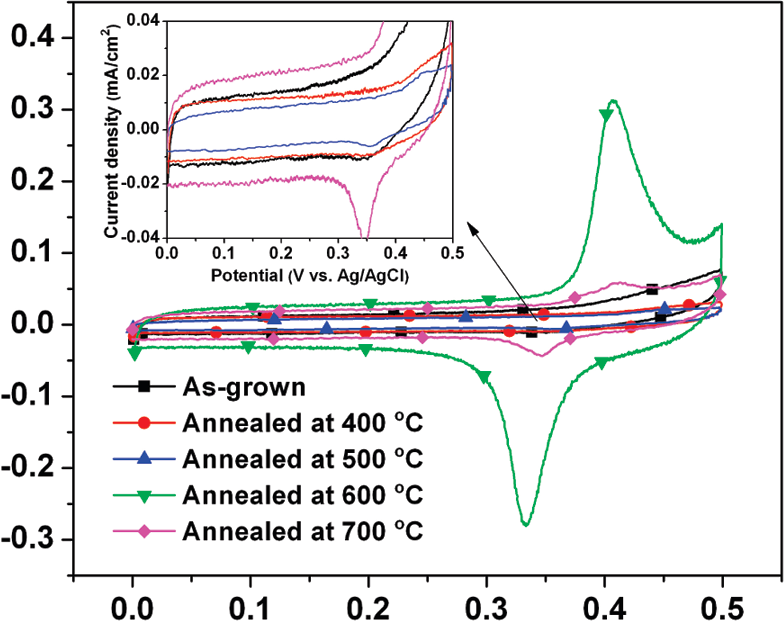 0.4
0.3
0.2
0.1
0.0
-0.1
-0.2
-0.3
0.0 0.1 0.2 0.3 0.4 0.5
Current density (mA/cm²)
0.04
0.02
0.00
-0.02
-0.04
0.0 0.1 0.2 0.3 0.4 0.5
Potential (V vs. Ag/AgCl)
As-grown
Annealed at 400 °C
Annealed at 500 °C
Annealed at 600 °C
Annealed at 700 °C